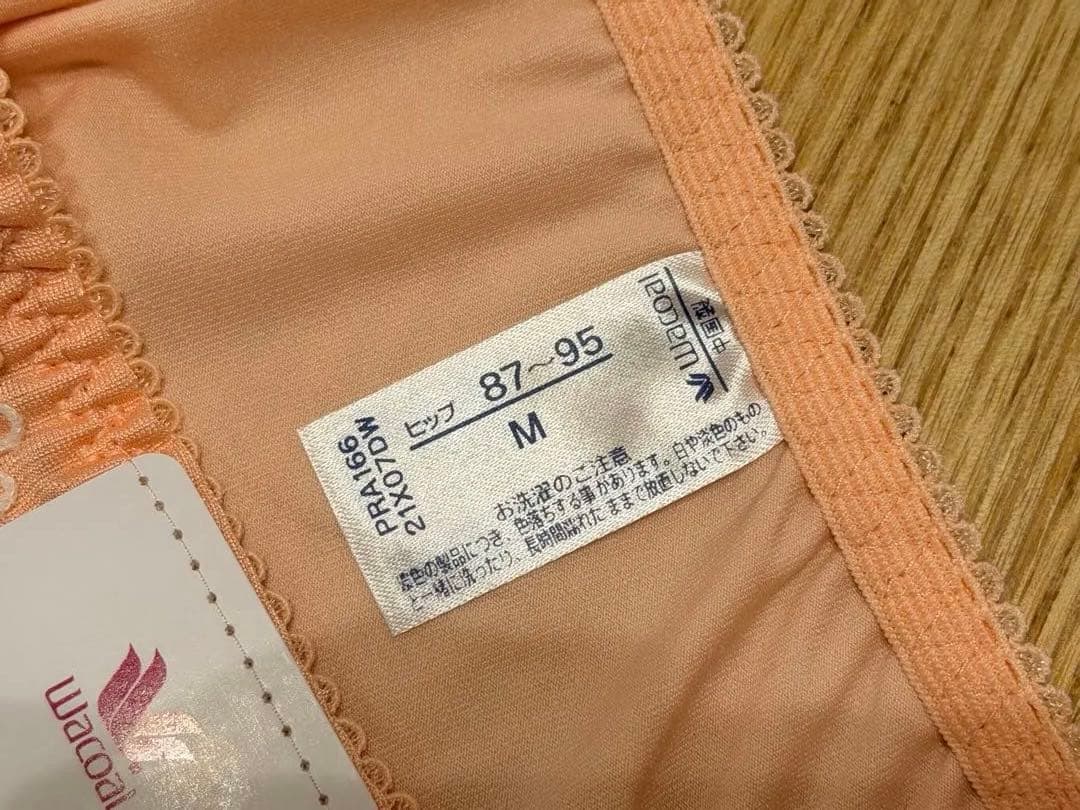 Wacoal
中国製
ヒップ 87〜95
M
PRA166
21X07DW
お洗濯のご注意
濃色の製品につき、色落ちする事があります。白や淡色のもの
と一緒に洗ったり、長時間濡れたままで放置しないで下さい。
Wacoal